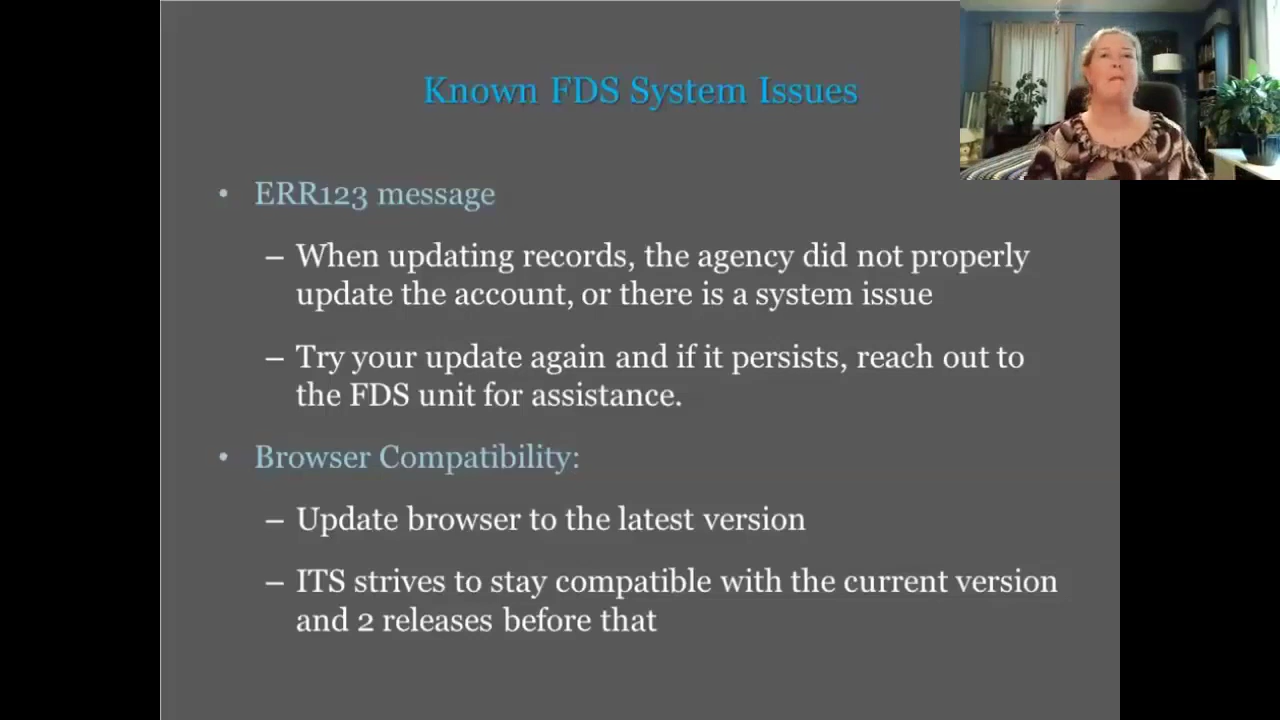 Known FDS System Issues
• ERR123 message
– When updating records, the agency did not properly
update the account, or there is a system issue
– Try your update again and if it persists, reach out to
the FDS unit for assistance.
• Browser Compatibility:
– Update browser to the latest version
– ITS strives to stay compatible with the current version
and 2 releases before that